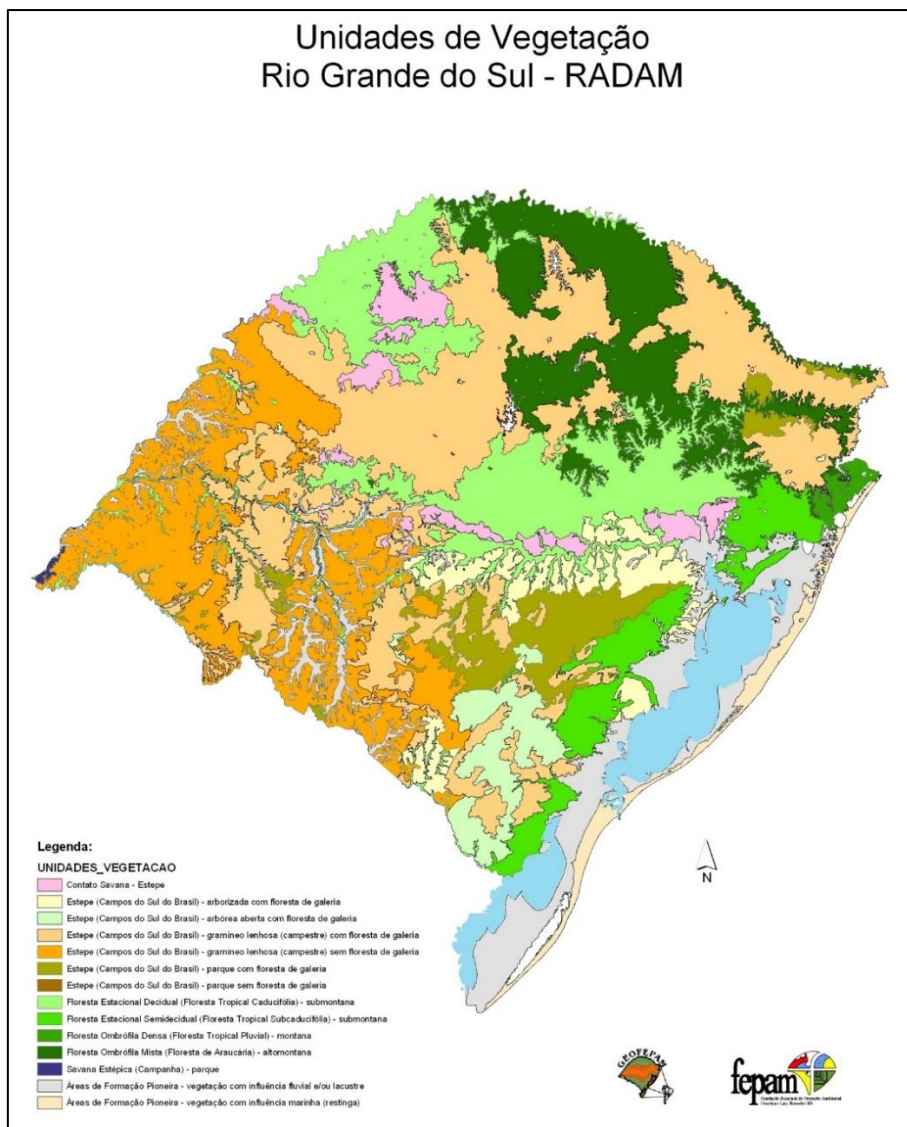 Unidades de Vegetação
Rio Grande do Sul - RADAM
N
Legenda:
UNIDADES_VEGETACAO
Contato Savana - Estepe
Estepe (Campos do Sul do Brasil) - arborizada com floresta de galeria
Estepe (Campos do Sul do Brasil) - arbórea aberta com floresta de galeria
Estepe (Campos do Sul do Brasil) - gramíneo lenhosa (campestre) com floresta de galeria
Estepe (Campos do Sul do Brasil) - gramíneo lenhosa (campestre) sem floresta de galeria
Estepe (Campos do Sul do Brasil) - parque com floresta de galeria
Estepe (Campos do Sul do Brasil) - parque sem floresta de galeria
Floresta Estacional Decidual (Floresta Tropical Caducifólia) - submontana
Floresta Estacional Semidecidual (Floresta Tropical Subcaducifólia) - submontana
Floresta Ombrófila Densa (Floresta Tropical Pluvial) - montana
Floresta Ombrófila Mista (Floresta de Araucária) - altomontana
Savana Estépica (Campanha) - parque
Áreas de Formação Pioneira - vegetação com influência fluvial e/ou lacustre
Áreas de Formação Pioneira - vegetação com influência marinha (restinga)
GEOFEPAM
fepam